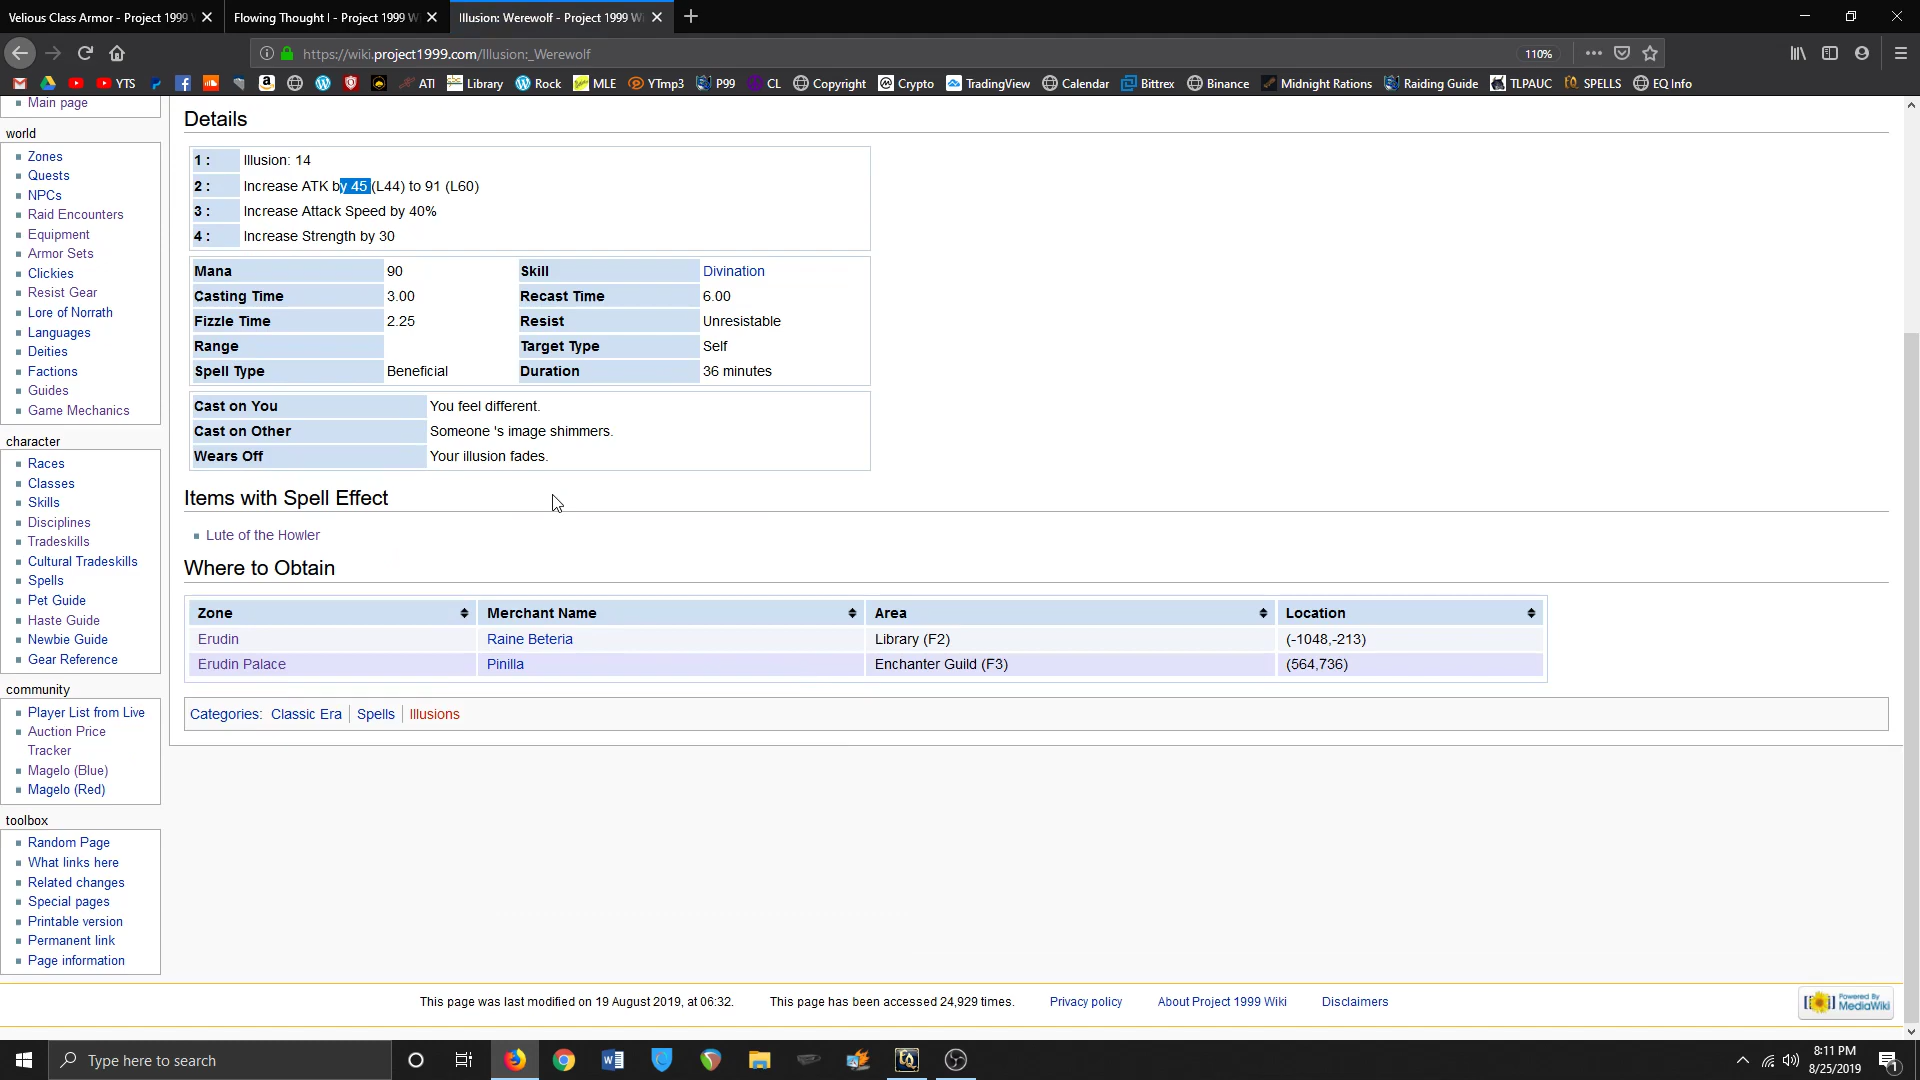 Velious Class Armor - Project 1999
Flowing Thought I - Project 1999 W
Illusion: Werewolf - Project 1999 W
https://wiki.project1999.com/Illusion:_Werewolf
110%
YTS
ATI
Library
Rock
MLE
YTmp3
P99
CL
Copyright
Crypto
TradingView
Calendar
Bittrex
Binance
Midnight Rations
Raiding Guide
TLPAUC
SPELLS
EQ Info
Main page
world
Zones
Quests
NPCs
Raid Encounters
Equipment
Armor Sets
Clickies
Resist Gear
Lore of Norrath
Languages
Deities
Factions
Guides
Game Mechanics
character
Races
Classes
Skills
Disciplines
Tradeskills
Cultural Tradeskills
Spells
Pet Guide
Haste Guide
Newbie Guide
Gear Reference
community
Player List from Live
Auction Price
Tracker
Magelo (Blue)
Magelo (Red)
toolbox
Random Page
What links here
Related changes
Special pages
Printable version
Permanent link
Page information
Details
1 : Illusion: 14
2 : Increase ATK by 45 (L44) to 91 (L60)
3 : Increase Attack Speed by 40%
4 : Increase Strength by 30
Mana 90 Skill Divination
Casting Time 3.00 Recast Time 6.00
Fizzle Time 2.25 Resist Unresistable
Range Target Type Self
Spell Type Beneficial Duration 36 minutes
Cast on You You feel different.
Cast on Other Someone 's image shimmers.
Wears Off Your illusion fades.
Items with Spell Effect
Lute of the Howler
Where to Obtain
Zone Merchant Name Area Location
Erudin Raine Beteria Library (F2) (-1048,-213)
Erudin Palace Pinilla Enchanter Guild (F3) (564,736)
Categories: Classic Era Spells Illusions
This page was last modified on 19 August 2019, at 06:32. This page has been accessed 24,929 times. Privacy policy About Project 1999 Wiki Disclaimers
Powered By
MediaWiki
Type here to search
8:11 PM
8/25/2019
1